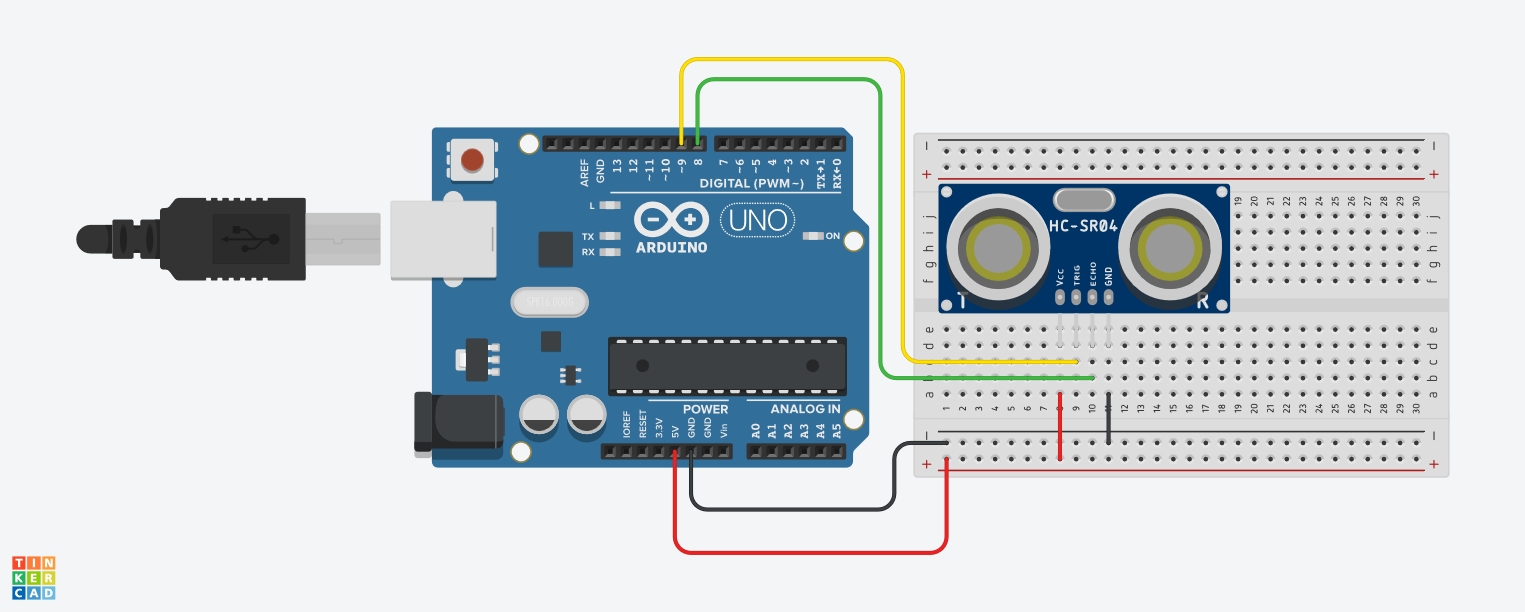 AREF
GND
13
12
~11
~10
~9
8
7
~6
~5
4
~3
2
TX→1
RX←0
DIGITAL (PWM~)
L
TX
RX
ARDUINO
UNO
ON
IOREF
RESET
3.3V
5V
GND
GND
Vin
POWER
ANALOG IN
A0
A1
A2
A3
A4
A5
HC-SR04
VCC
TRIG
ECHO
GND
T
R
− −
+ +
19 20 21 22 23 24 25 26 27 28 29 30
j
i
h
g
f
e e
d d
c
a a
b
1 2 3 4 5 6 7 9 10 12 13 14 15 16 17 18 19 20 21 22 23 24 25 26 27 28 29 30
− −
+ +
TIN
KER
CAD